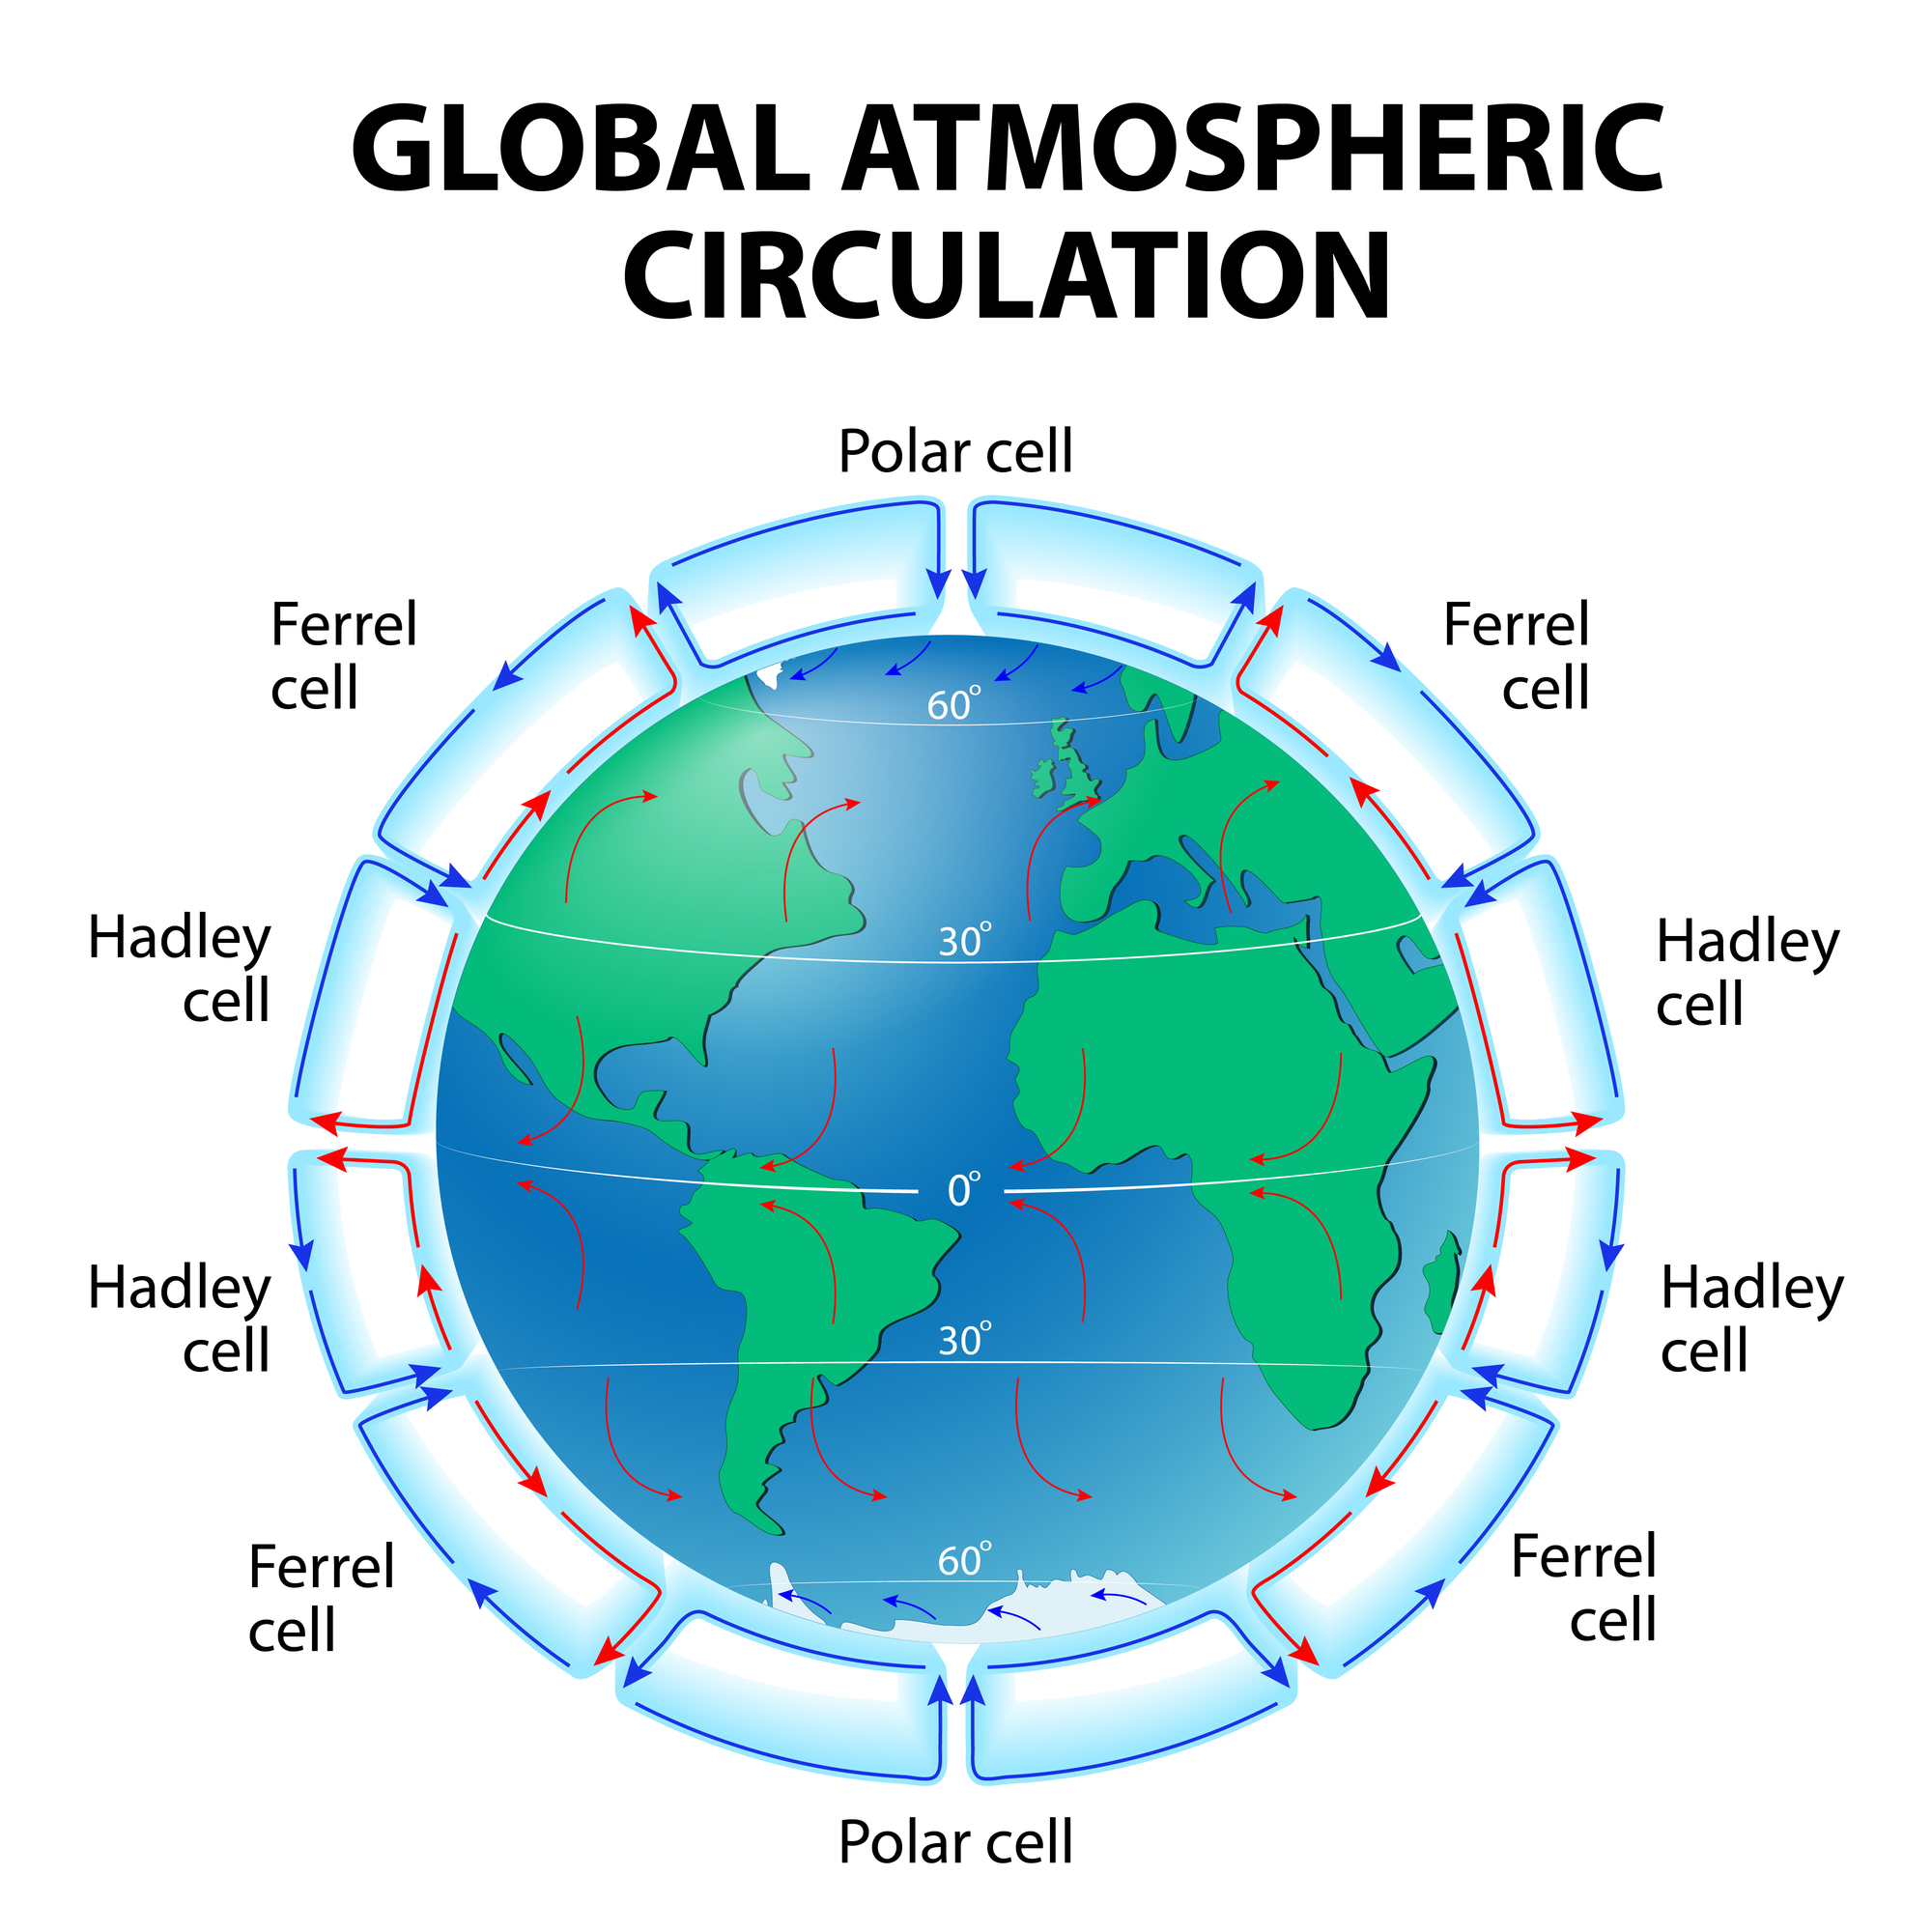 GLOBAL ATMOSPHERIC
CIRCULATION
Polar cell
Ferrel
cell
Ferrel
cell
60°
Hadley
cell
30°
Hadley
cell
0°
Hadley
cell
30°
Hadley
cell
Ferrel
cell
60°
Ferrel
cell
Polar cell